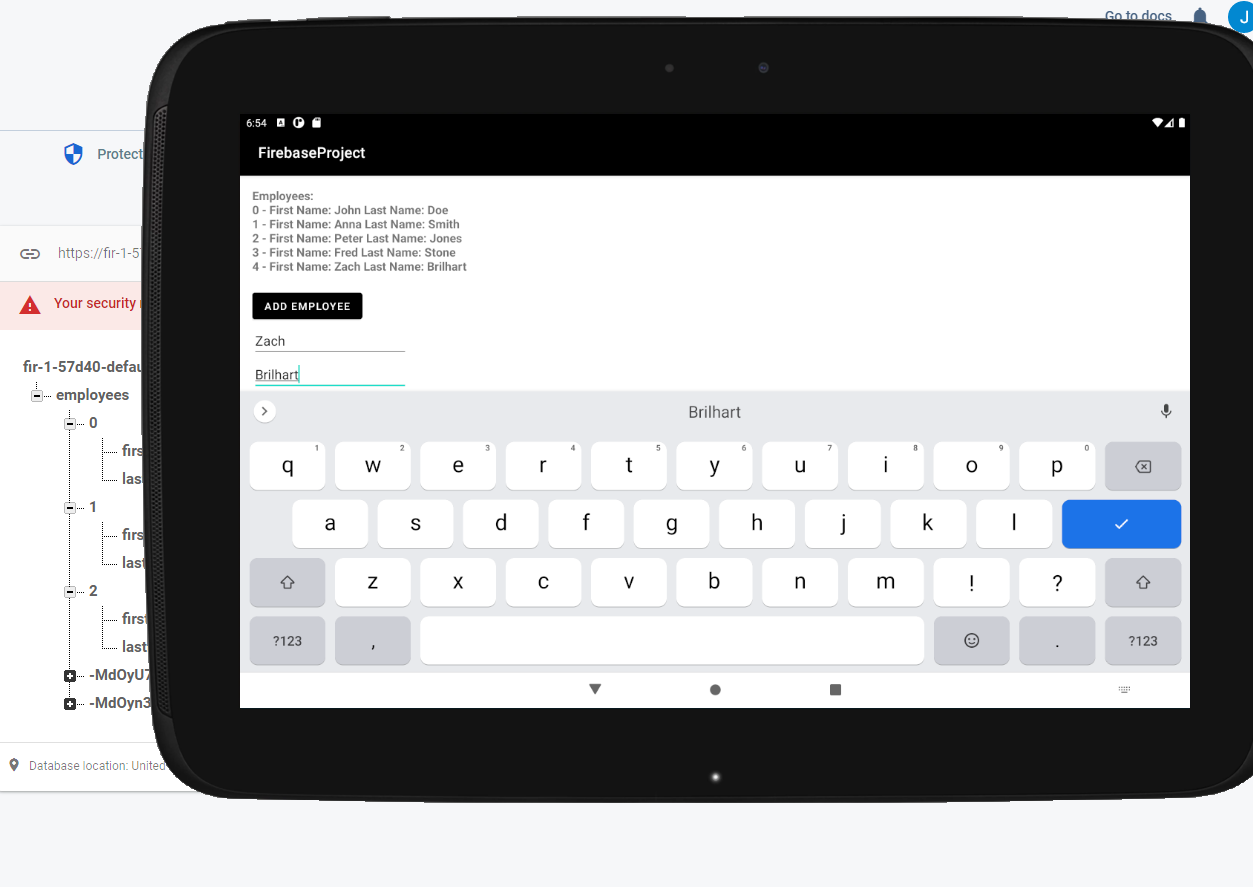 Go to docs
J
6:54
FirebaseProject
Protect
Employees:
0 - First Name: John Last Name: Doe
1 - First Name: Anna Last Name: Smith
2 - First Name: Peter Last Name: Jones
3 - First Name: Fred Last Name: Stone
4 - First Name: Zach Last Name: Brilhart
https://fir-1-57
Your security
ADD EMPLOYEE
Zach
Brilhart
fir-1-57d40-defau
employees
0
firs
las
1
firs
last
2
first
last
-MdOyU7
-MdOyn3
Brilhart
q 1 w 2 e 3 r 4 t 5 y 6 u 7 i 8 o 9 p 0
a s d f g h j k l
z x c v b n m ! ?
?123 , . ?123
Database location: United